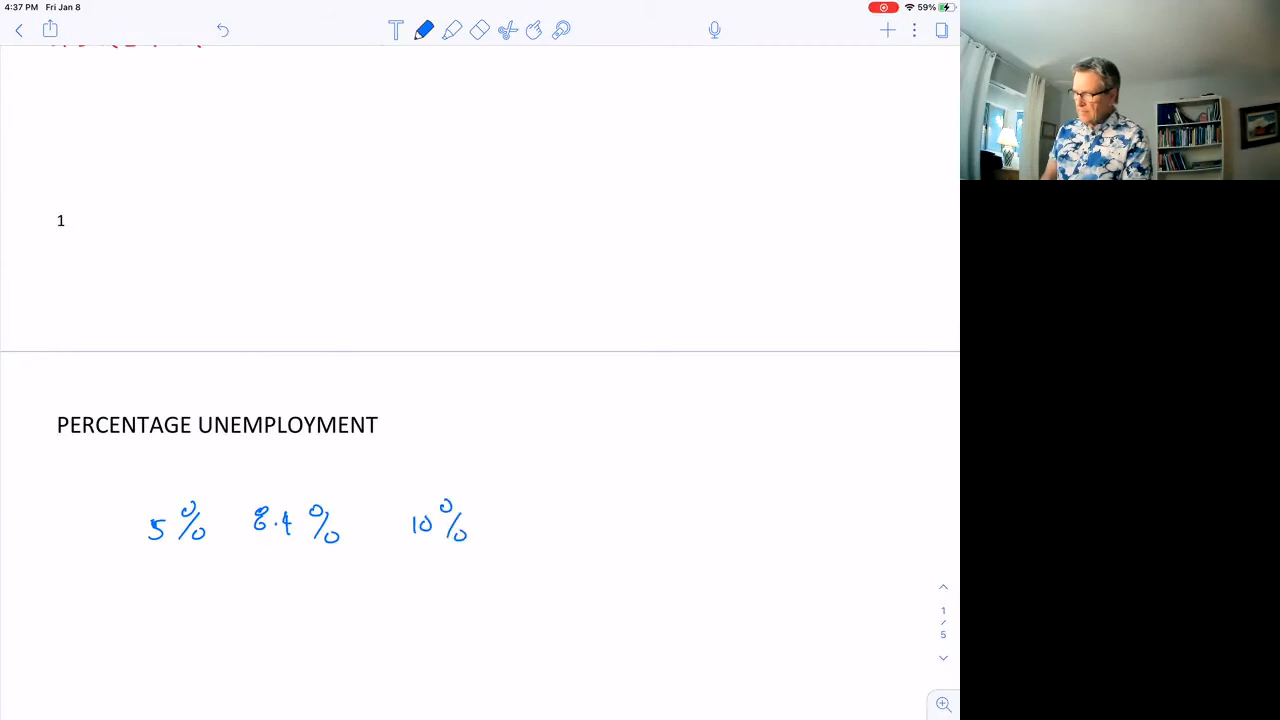 4:37 PM Fri Jan 8
59%
T
1
PERCENTAGE UNEMPLOYMENT
5% 8.4% 10%
1
/
5